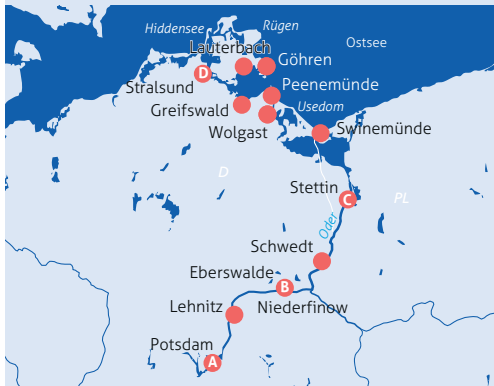 Hiddensee
Rügen
Ostsee
Lauterbach
Göhren
D
Stralsund
Peenemünde
Greifswald
Usedom
Wolgast
Swinemünde
D
Stettin
C
PL
Oder
Schwedt
Eberswalde
B
Niederfinow
Lehnitz
Potsdam
A